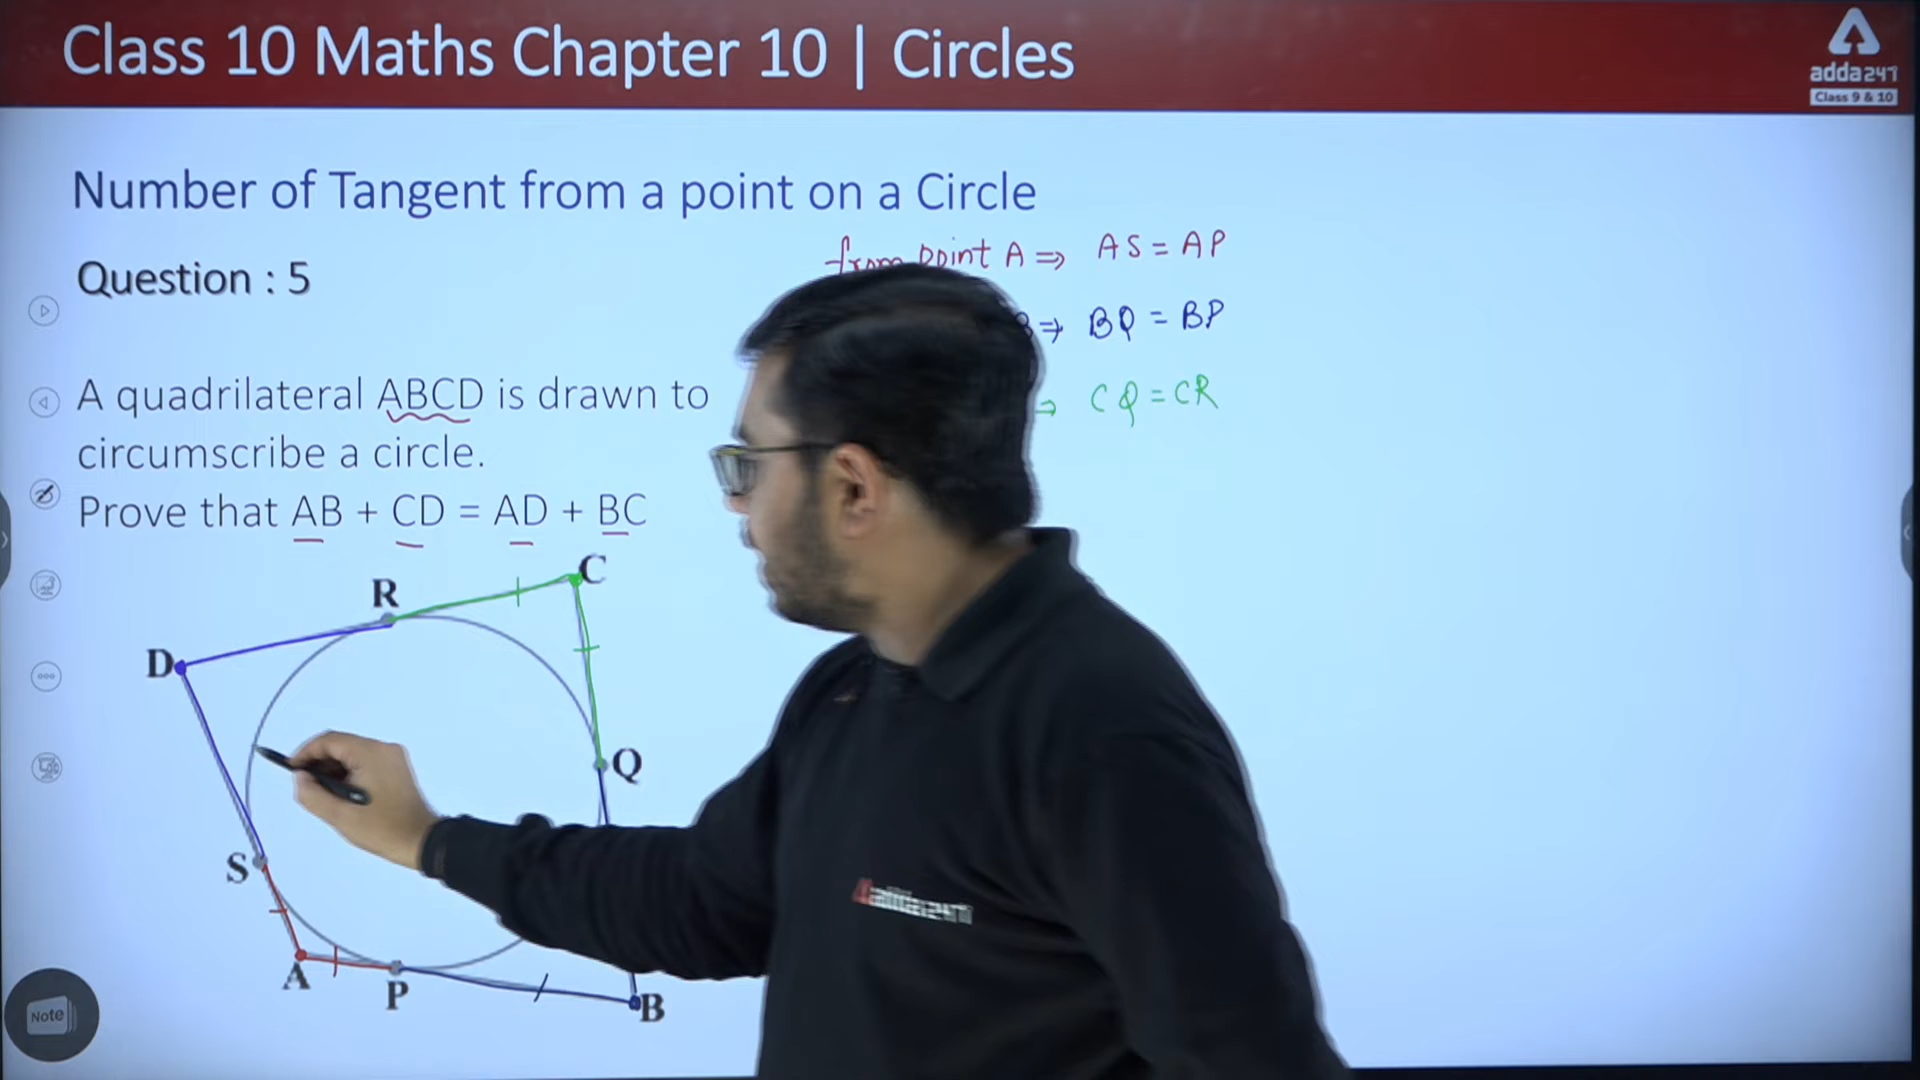 Class 10 Maths Chapter 10 | Circles
adda247
Class 9 & 10
Number of Tangent from a point on a Circle
Question : 5
from point A ⇒ AS = AP
B ⇒ BQ = BP
⇒ CQ = CR
A quadrilateral ABCD is drawn to
circumscribe a circle.
Prove that AB + CD = AD + BC
C
R
D
Q
S
A
P
B
adda247
Note